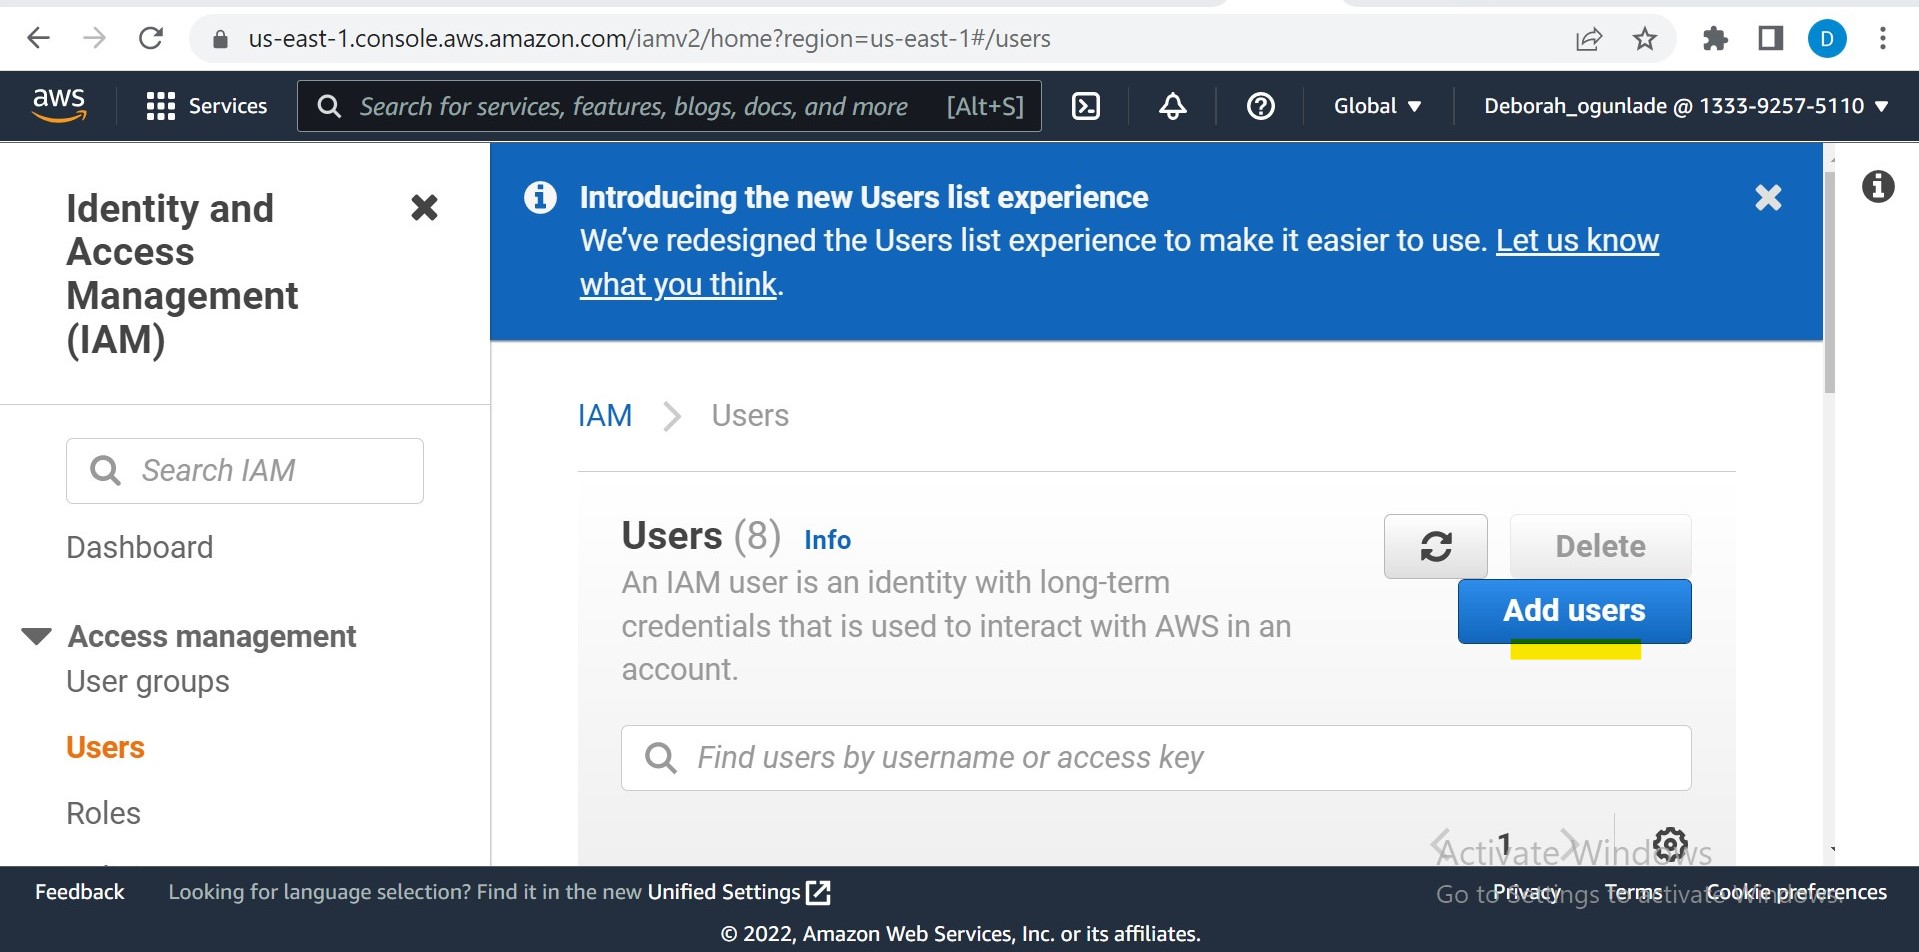 us-east-1.console.aws.amazon.com/iamv2/home?region=us-east-1#/users
D
aws
Services
Search for services, features, blogs, docs, and more [Alt+S]
Global
Deborah_ogunlade @ 1333-9257-5110
Identity and
Access
Management
(IAM)
Search IAM
Dashboard
Access management
User groups
Users
Roles
Introducing the new Users list experience
We've redesigned the Users list experience to make it easier to use. Let us know
what you think.
IAM
Users
Users (8) Info
An IAM user is an identity with long-term
credentials that is used to interact with AWS in an
account.
Delete
Add users
Find users by username or access key
1
Activate Windows
Go to Settings to activate Windows.
Feedback
Looking for language selection? Find it in the new Unified Settings
Privacy
Terms
Cookie preferences
© 2022, Amazon Web Services, Inc. or its affiliates.